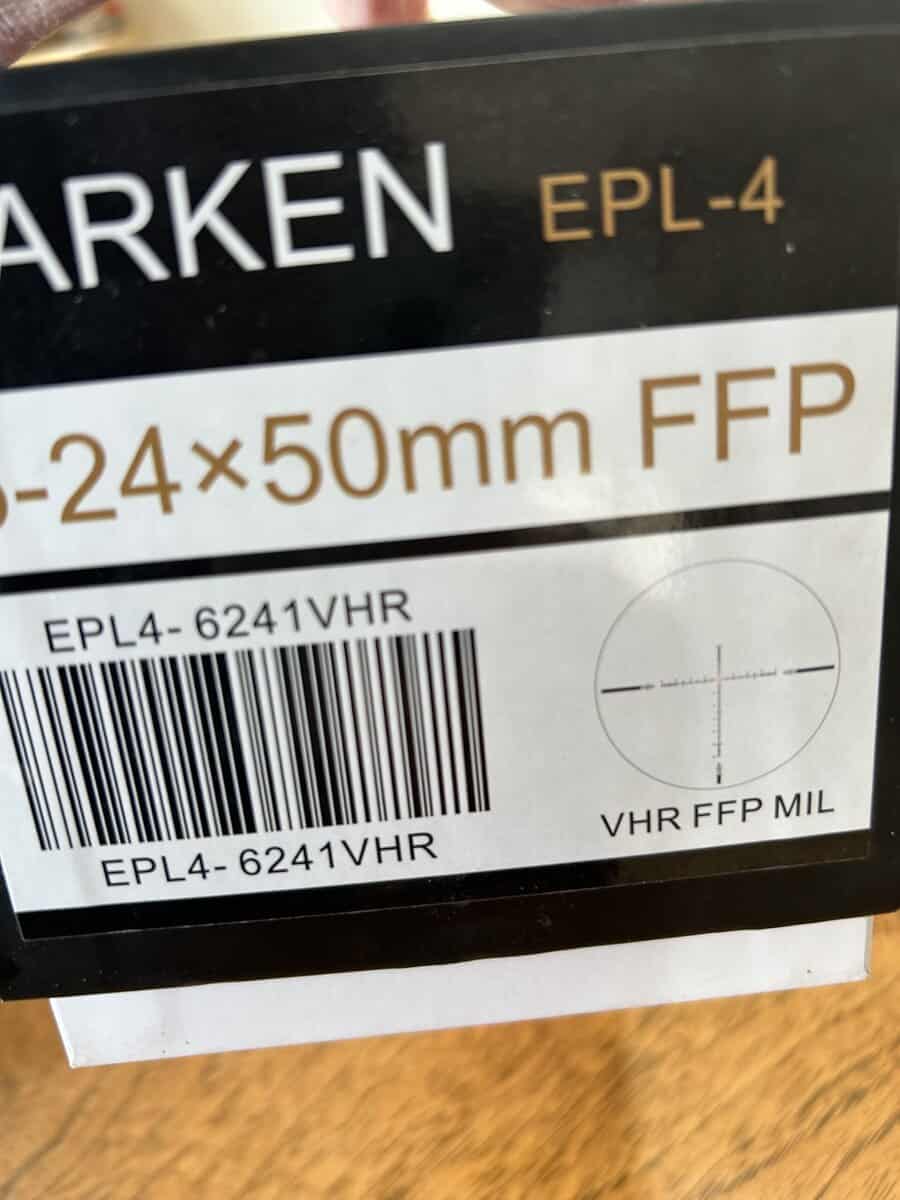 ARKEN EPL-4
-24×50mm FFP
EPL4- 6241VHR
EPL4- 6241VHR
VHR FFP MIL